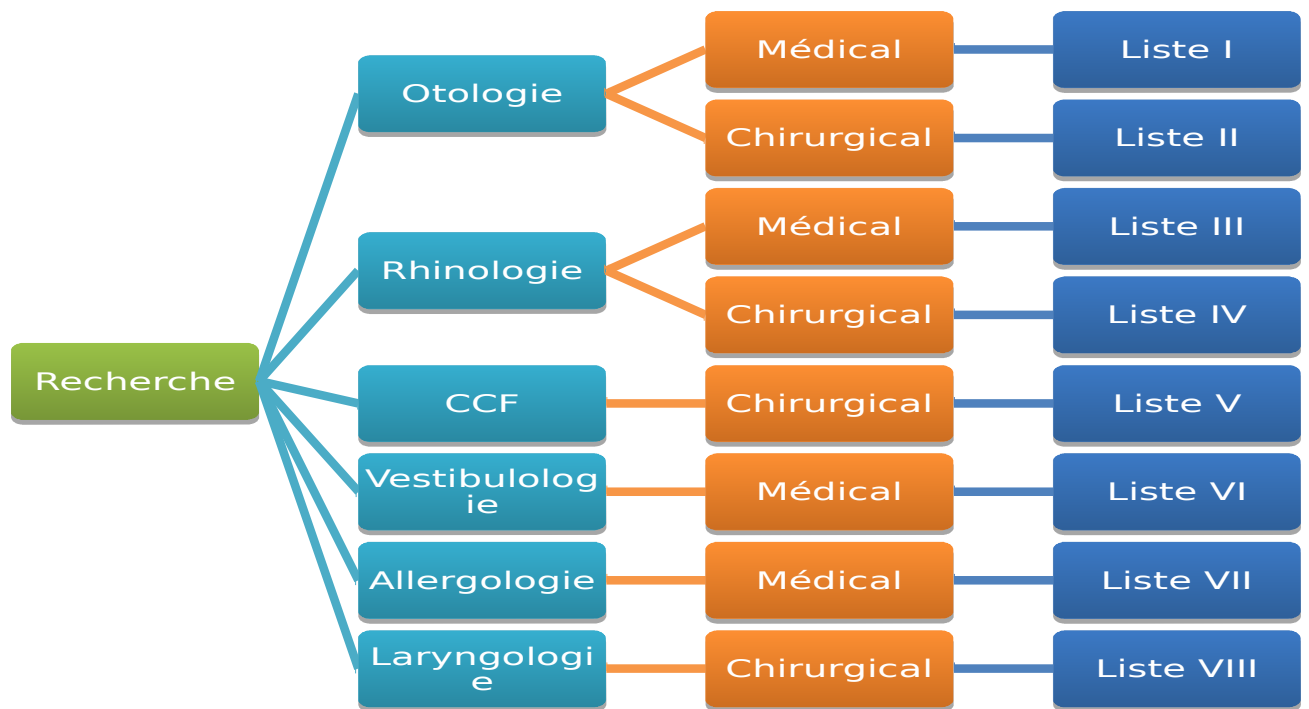 Recherche
Otologie
Médical
Liste I
Chirurgical
Liste II
Rhinologie
Médical
Liste III
Chirurgical
Liste IV
CCF
Chirurgical
Liste V
Vestibulolog
ie
Médical
Liste VI
Allergologie
Médical
Liste VII
Laryngologi
e
Chirurgical
Liste VIII